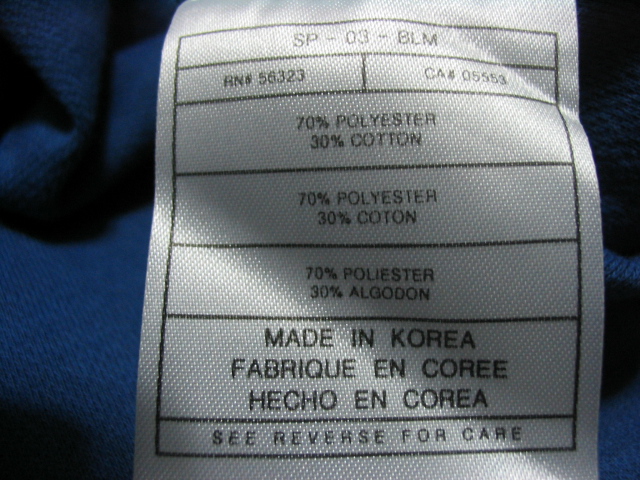 SP - 03 - BLM
RN# 56323 CA# 05553
70% POLYESTER
30% COTTON
70% POLYESTER
30% COTON
70% POLIESTER
30% ALGODON
MADE IN KOREA
FABRIQUE EN COREE
HECHO EN COREA
SEE REVERSE FOR CARE